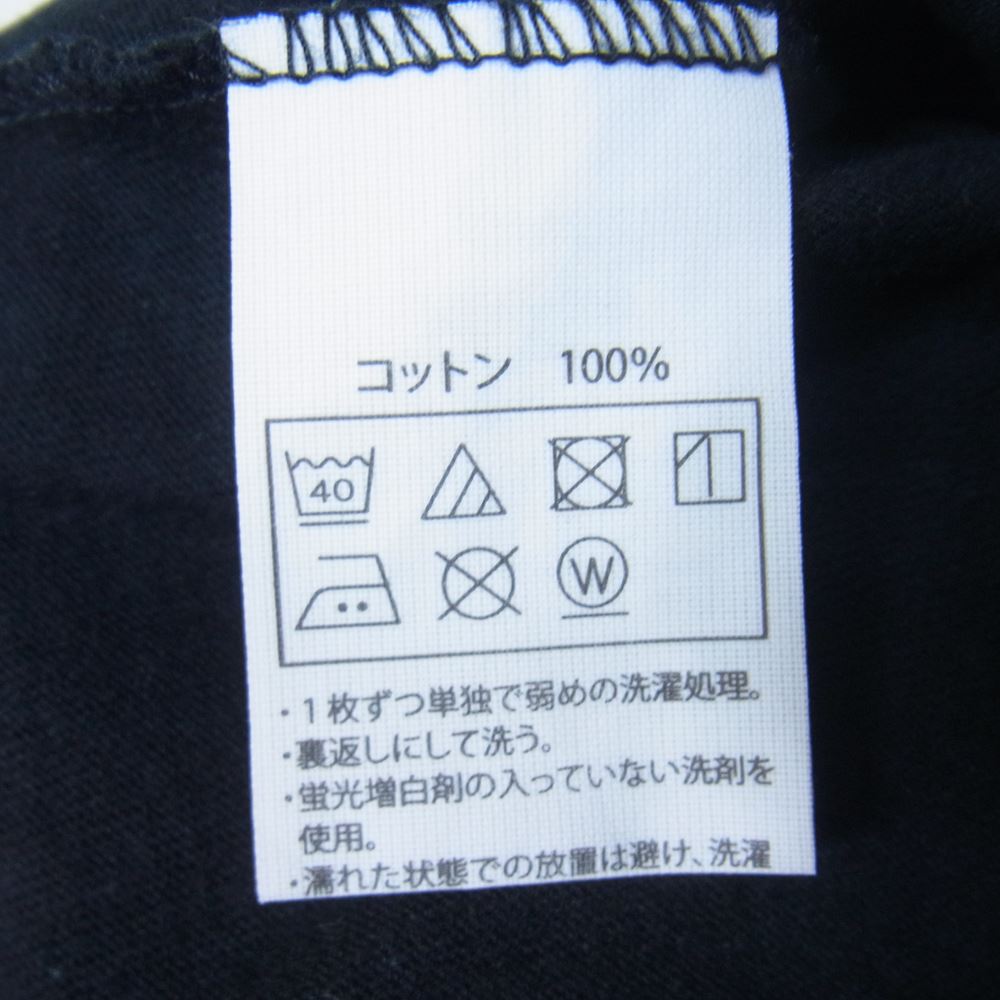 コットン 100%
40
W
・1枚ずつ単独で弱めの洗濯処理。
・裏返しにして洗う。
・蛍光増白剤の入っていない洗剤を
使用。
・濡れた状態での放置は避け、洗濯